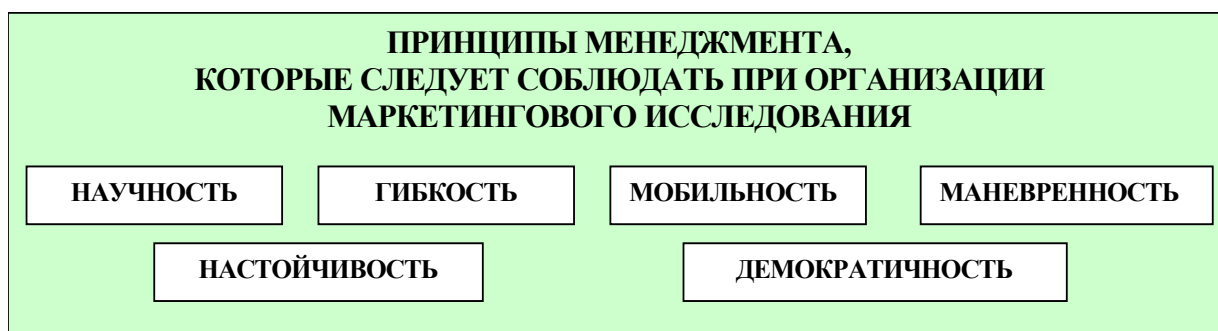 ПРИНЦИПЫ МЕНЕДЖМЕНТА,
КОТОРЫЕ СЛЕДУЕТ СОБЛЮДАТЬ ПРИ ОРГАНИЗАЦИИ
МАРКЕТИНГОВОГО ИССЛЕДОВАНИЯ
НАУЧНОСТЬ
ГИБКОСТЬ
МОБИЛЬНОСТЬ
МАНЕВРЕННОСТЬ
НАСТОЙЧИВОСТЬ
ДЕМОКРАТИЧНОСТЬ